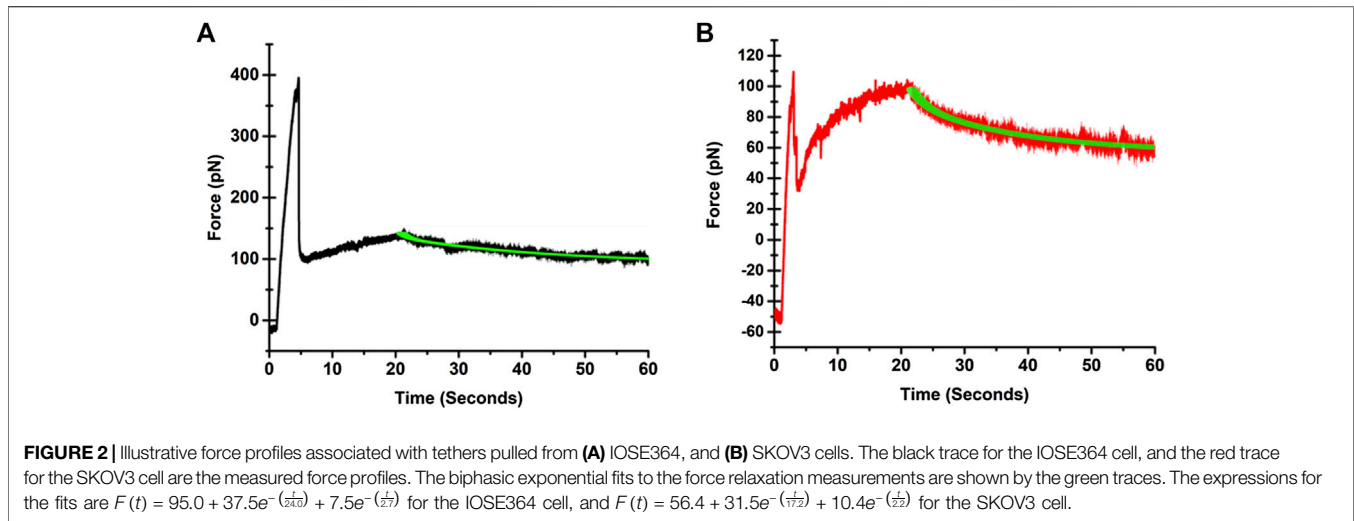 A
400
300
200
100
0
Force (pN)
0 10 20 30 40 50 60
Time (Seconds)
B
120
100
80
60
40
20
0
-20
-40
-60
Force (pN)
0 10 20 30 40 50 60
Time (Seconds)
FIGURE 2 | Illustrative force profiles associated with tethers pulled from (A) IOSE364, and (B) SKOV3 cells. The black trace for the IOSE364 cell, and the red trace
for the SKOV3 cell are the measured force profiles. The biphasic exponential fits to the force relaxation measurements are shown by the green traces. The expressions for
the fits are F (t) = 95.0 + 37.5e^{−(t/24.0)} + 7.5e^{−(t/2.7)} for the IOSE364 cell, and F (t) = 56.4 + 31.5e^{−(t/17.2)} + 10.4e^{−(t/2.2)} for the SKOV3 cell.